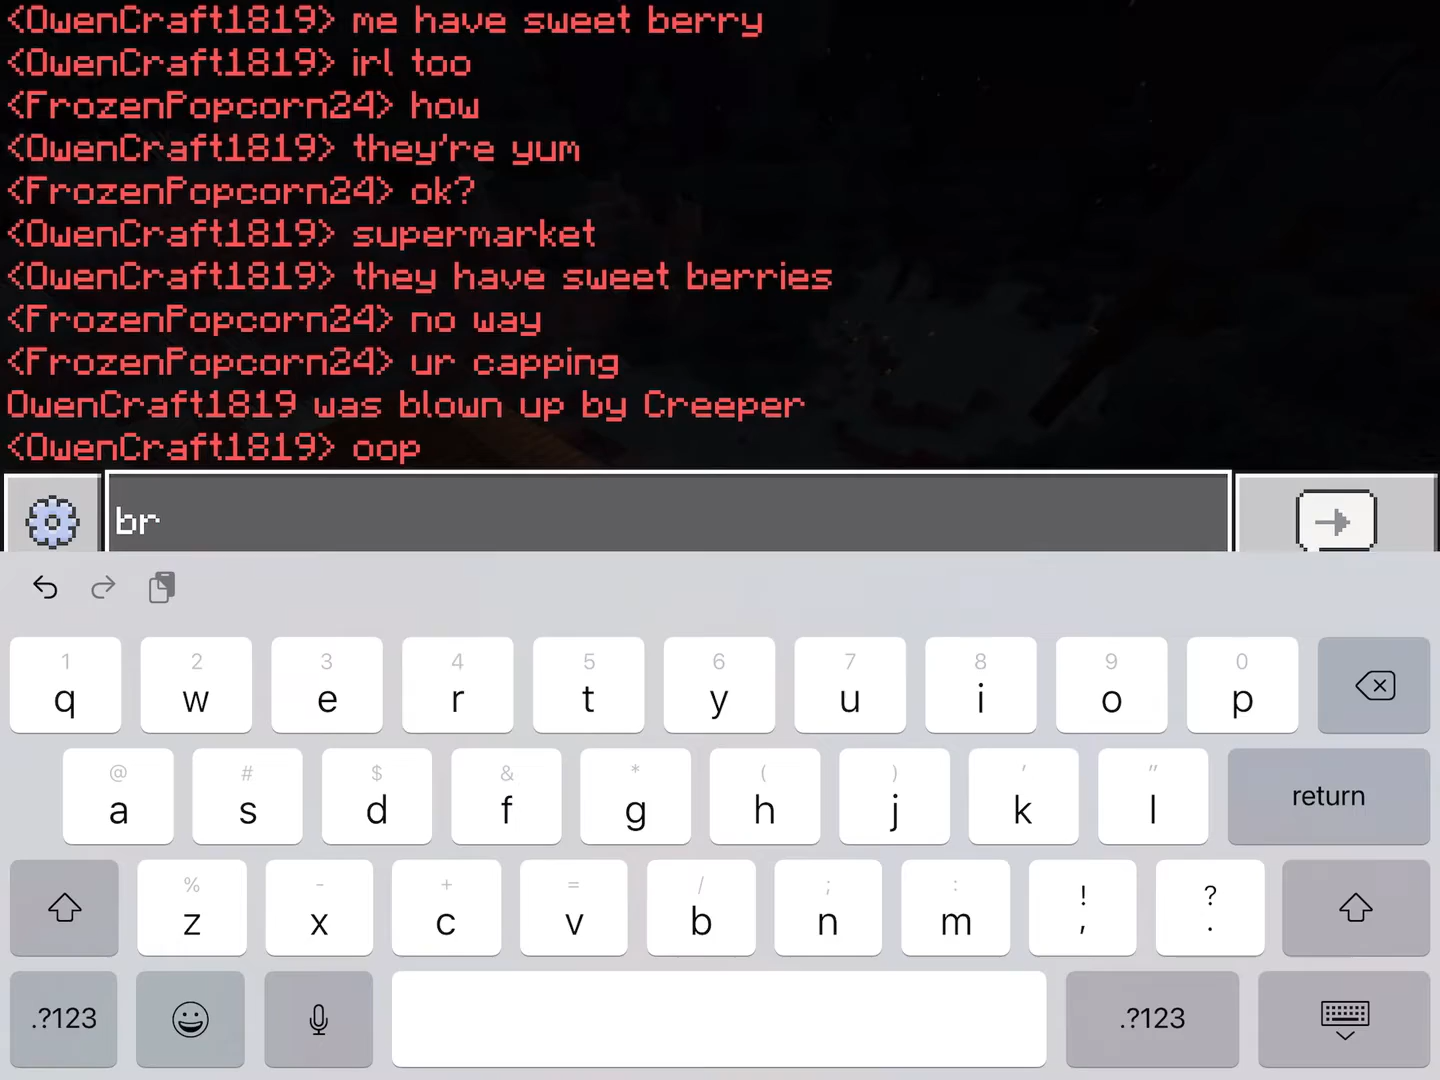 <OwenCraft1819> me have sweet berry
<OwenCraft1819> irl too
<FrozenPopcorn24> how
<OwenCraft1819> they're yum
<FrozenPopcorn24> ok?
<OwenCraft1819> supermarket
<OwenCraft1819> they have sweet berries
<FrozenPopcorn24> no way
<FrozenPopcorn24> ur capping
OwenCraft1819 was blown up by Creeper
<OwenCraft1819> oop
br
1 2 3 4 5 6 7 8 9 0
q w e r t y u i o p
@ # $ & * ( ) ' "
a s d f g h j k l return
% - + = / ; : ! ?
z x c v b n m , .
.?123 .?123